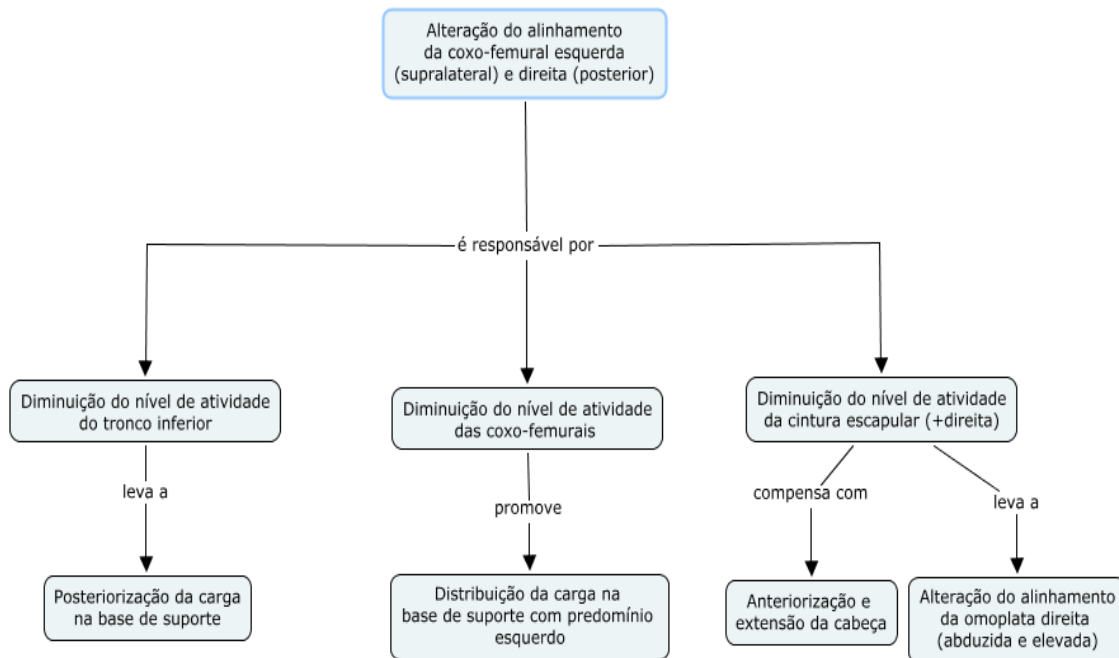 Alteração do alinhamento
da coxo-femural esquerda
(supralateral) e direita (posterior)
é responsável por
Diminuição do nível de atividade
do tronco inferior
Diminuição do nível de atividade
das coxo-femurais
Diminuição do nível de atividade
da cintura escapular (+direita)
leva a
promove
compensa com
leva a
Posteriorização da carga
na base de suporte
Distribuição da carga na
base de suporte com predomínio
esquerdo
Anteriorização e
extensão da cabeça
Alteração do alinhamento
da omoplata direita
(abduzida e elevada)